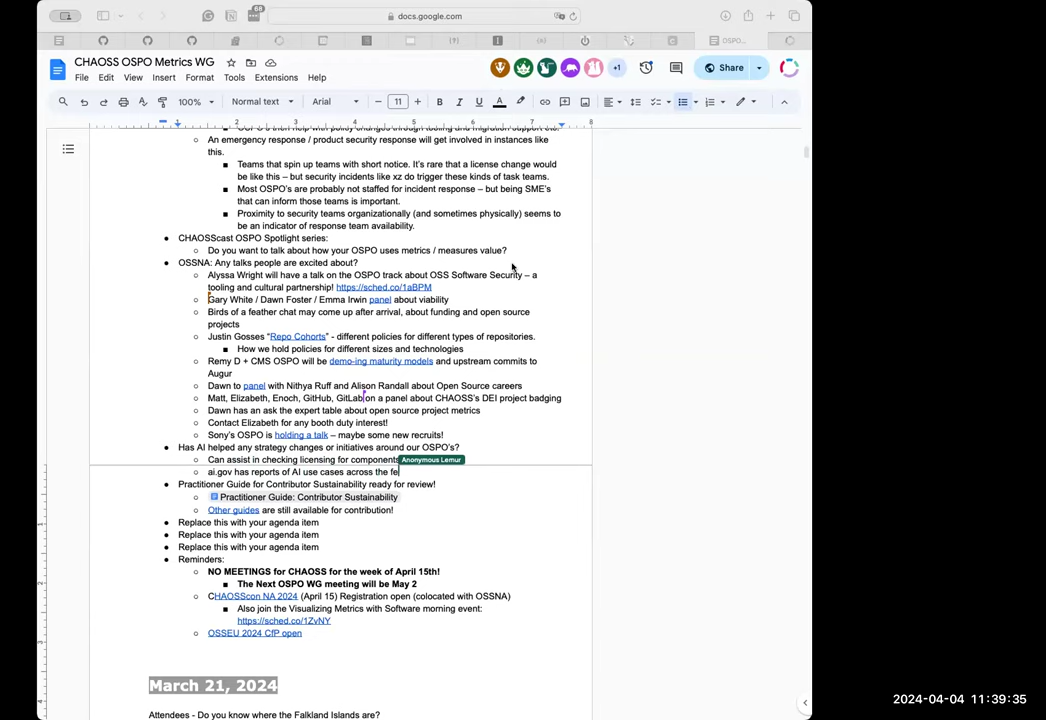 68
docs.google.com
OSPO...
CHAOSS OSPO Metrics WG
+1
Share
File Edit View Insert Format Tools Extensions Help
100% Normal text Arial 11
1 2 3 4 5 6 7 8
An emergency response / product security response will get involved in instances like
this.
Teams that spin up teams with short notice. It's rare that a license change would
be like this – but security incidents like xz do trigger these kinds of task teams.
Most OSPO's are probably not staffed for incident response – but being SME's
that can inform those teams is important.
Proximity to security teams organizationally (and sometimes physically) seems to
be an indicator of response team availability.
CHAOSScast OSPO Spotlight series:
Do you want to talk about how your OSPO uses metrics / measures value?
OSSNA: Any talks people are excited about?
Alyssa Wright will have a talk on the OSPO track about OSS Software Security – a
tooling and cultural partnership! https://sched.co/1aBPM
Gary White / Dawn Foster / Emma Irwin panel about viability
Birds of a feather chat may come up after arrival, about funding and open source
projects
Justin Gosses “Repo Cohorts” - different policies for different types of repositories.
How we hold policies for different sizes and technologies
Remy D + CMS OSPO will be demo-ing maturity models and upstream commits to
Augur
Dawn to panel with Nithya Ruff and Alison Randall about Open Source careers
Matt, Elizabeth, Enoch, GitHub, GitLab on a panel about CHAOSS's DEI project badging
Dawn has an ask the expert table about open source project metrics
Contact Elizabeth for any booth duty interest!
Sony's OSPO is holding a talk – maybe some new recruits!
Has AI helped any strategy changes or initiatives around our OSPO's?
Can assist in checking licensing for components
Anonymous Lemur
ai.gov has reports of AI use cases across the fe
Practitioner Guide for Contributor Sustainability ready for review!
Practitioner Guide: Contributor Sustainability
Other guides are still available for contribution!
Replace this with your agenda item
Replace this with your agenda item
Replace this with your agenda item
Reminders:
NO MEETINGS for CHAOSS for the week of April 15th!
The Next OSPO WG meeting will be May 2
CHAOSScon NA 2024 (April 15) Registration open (colocated with OSSNA)
Also join the Visualizing Metrics with Software morning event:
https://sched.co/1ZvNY
OSSEU 2024 CfP open
March 21, 2024
Attendees - Do you know where the Falkland Islands are?
2024-04-04 11:39:35